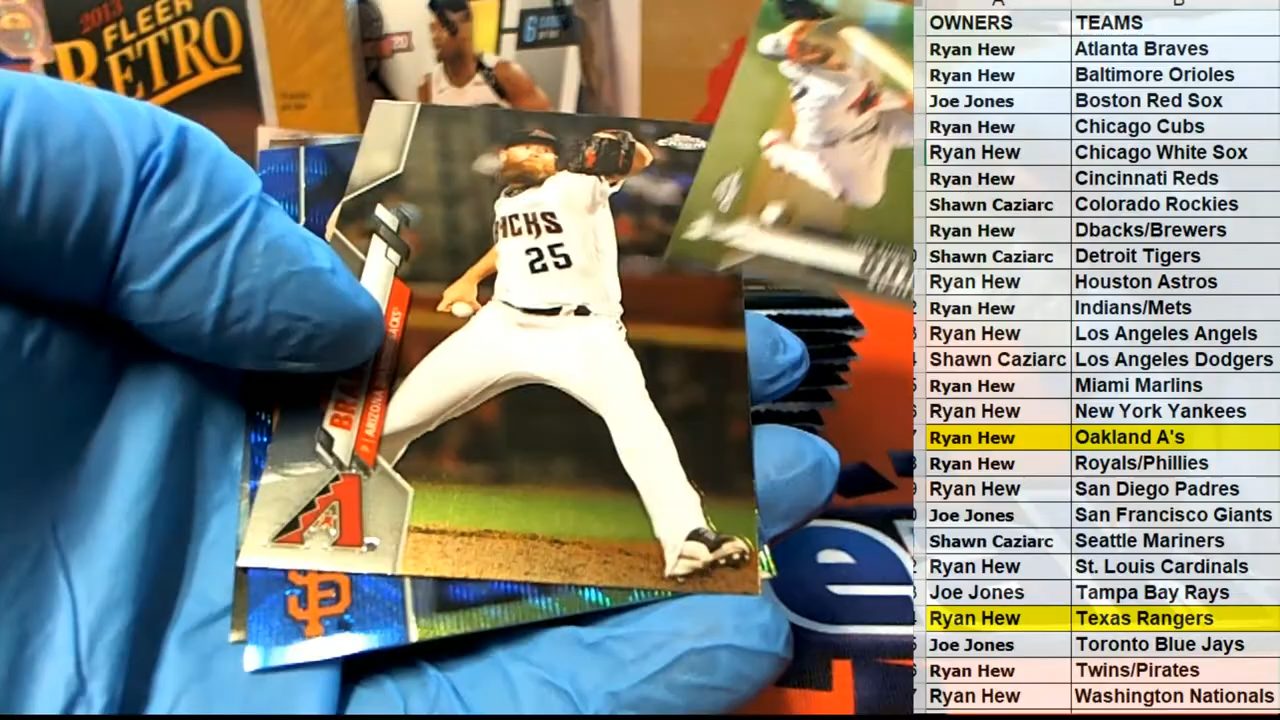 2013
FLEER
RETRO
20
6
ACKS
25
BRA
P | ARIZONA
BACKS
A
SF
e
OWNERS TEAMS
Ryan Hew Atlanta Braves
Ryan Hew Baltimore Orioles
Joe Jones Boston Red Sox
Ryan Hew Chicago Cubs
Ryan Hew Chicago White Sox
Ryan Hew Cincinnati Reds
Shawn Caziarc Colorado Rockies
Ryan Hew Dbacks/Brewers
Shawn Caziarc Detroit Tigers
Ryan Hew Houston Astros
Ryan Hew Indians/Mets
Ryan Hew Los Angeles Angels
Shawn Caziarc Los Angeles Dodgers
Ryan Hew Miami Marlins
Ryan Hew New York Yankees
Ryan Hew Oakland A's
Ryan Hew Royals/Phillies
Ryan Hew San Diego Padres
Joe Jones San Francisco Giants
Shawn Caziarc Seattle Mariners
Ryan Hew St. Louis Cardinals
Joe Jones Tampa Bay Rays
Ryan Hew Texas Rangers
Joe Jones Toronto Blue Jays
Ryan Hew Twins/Pirates
Ryan Hew Washington Nationals